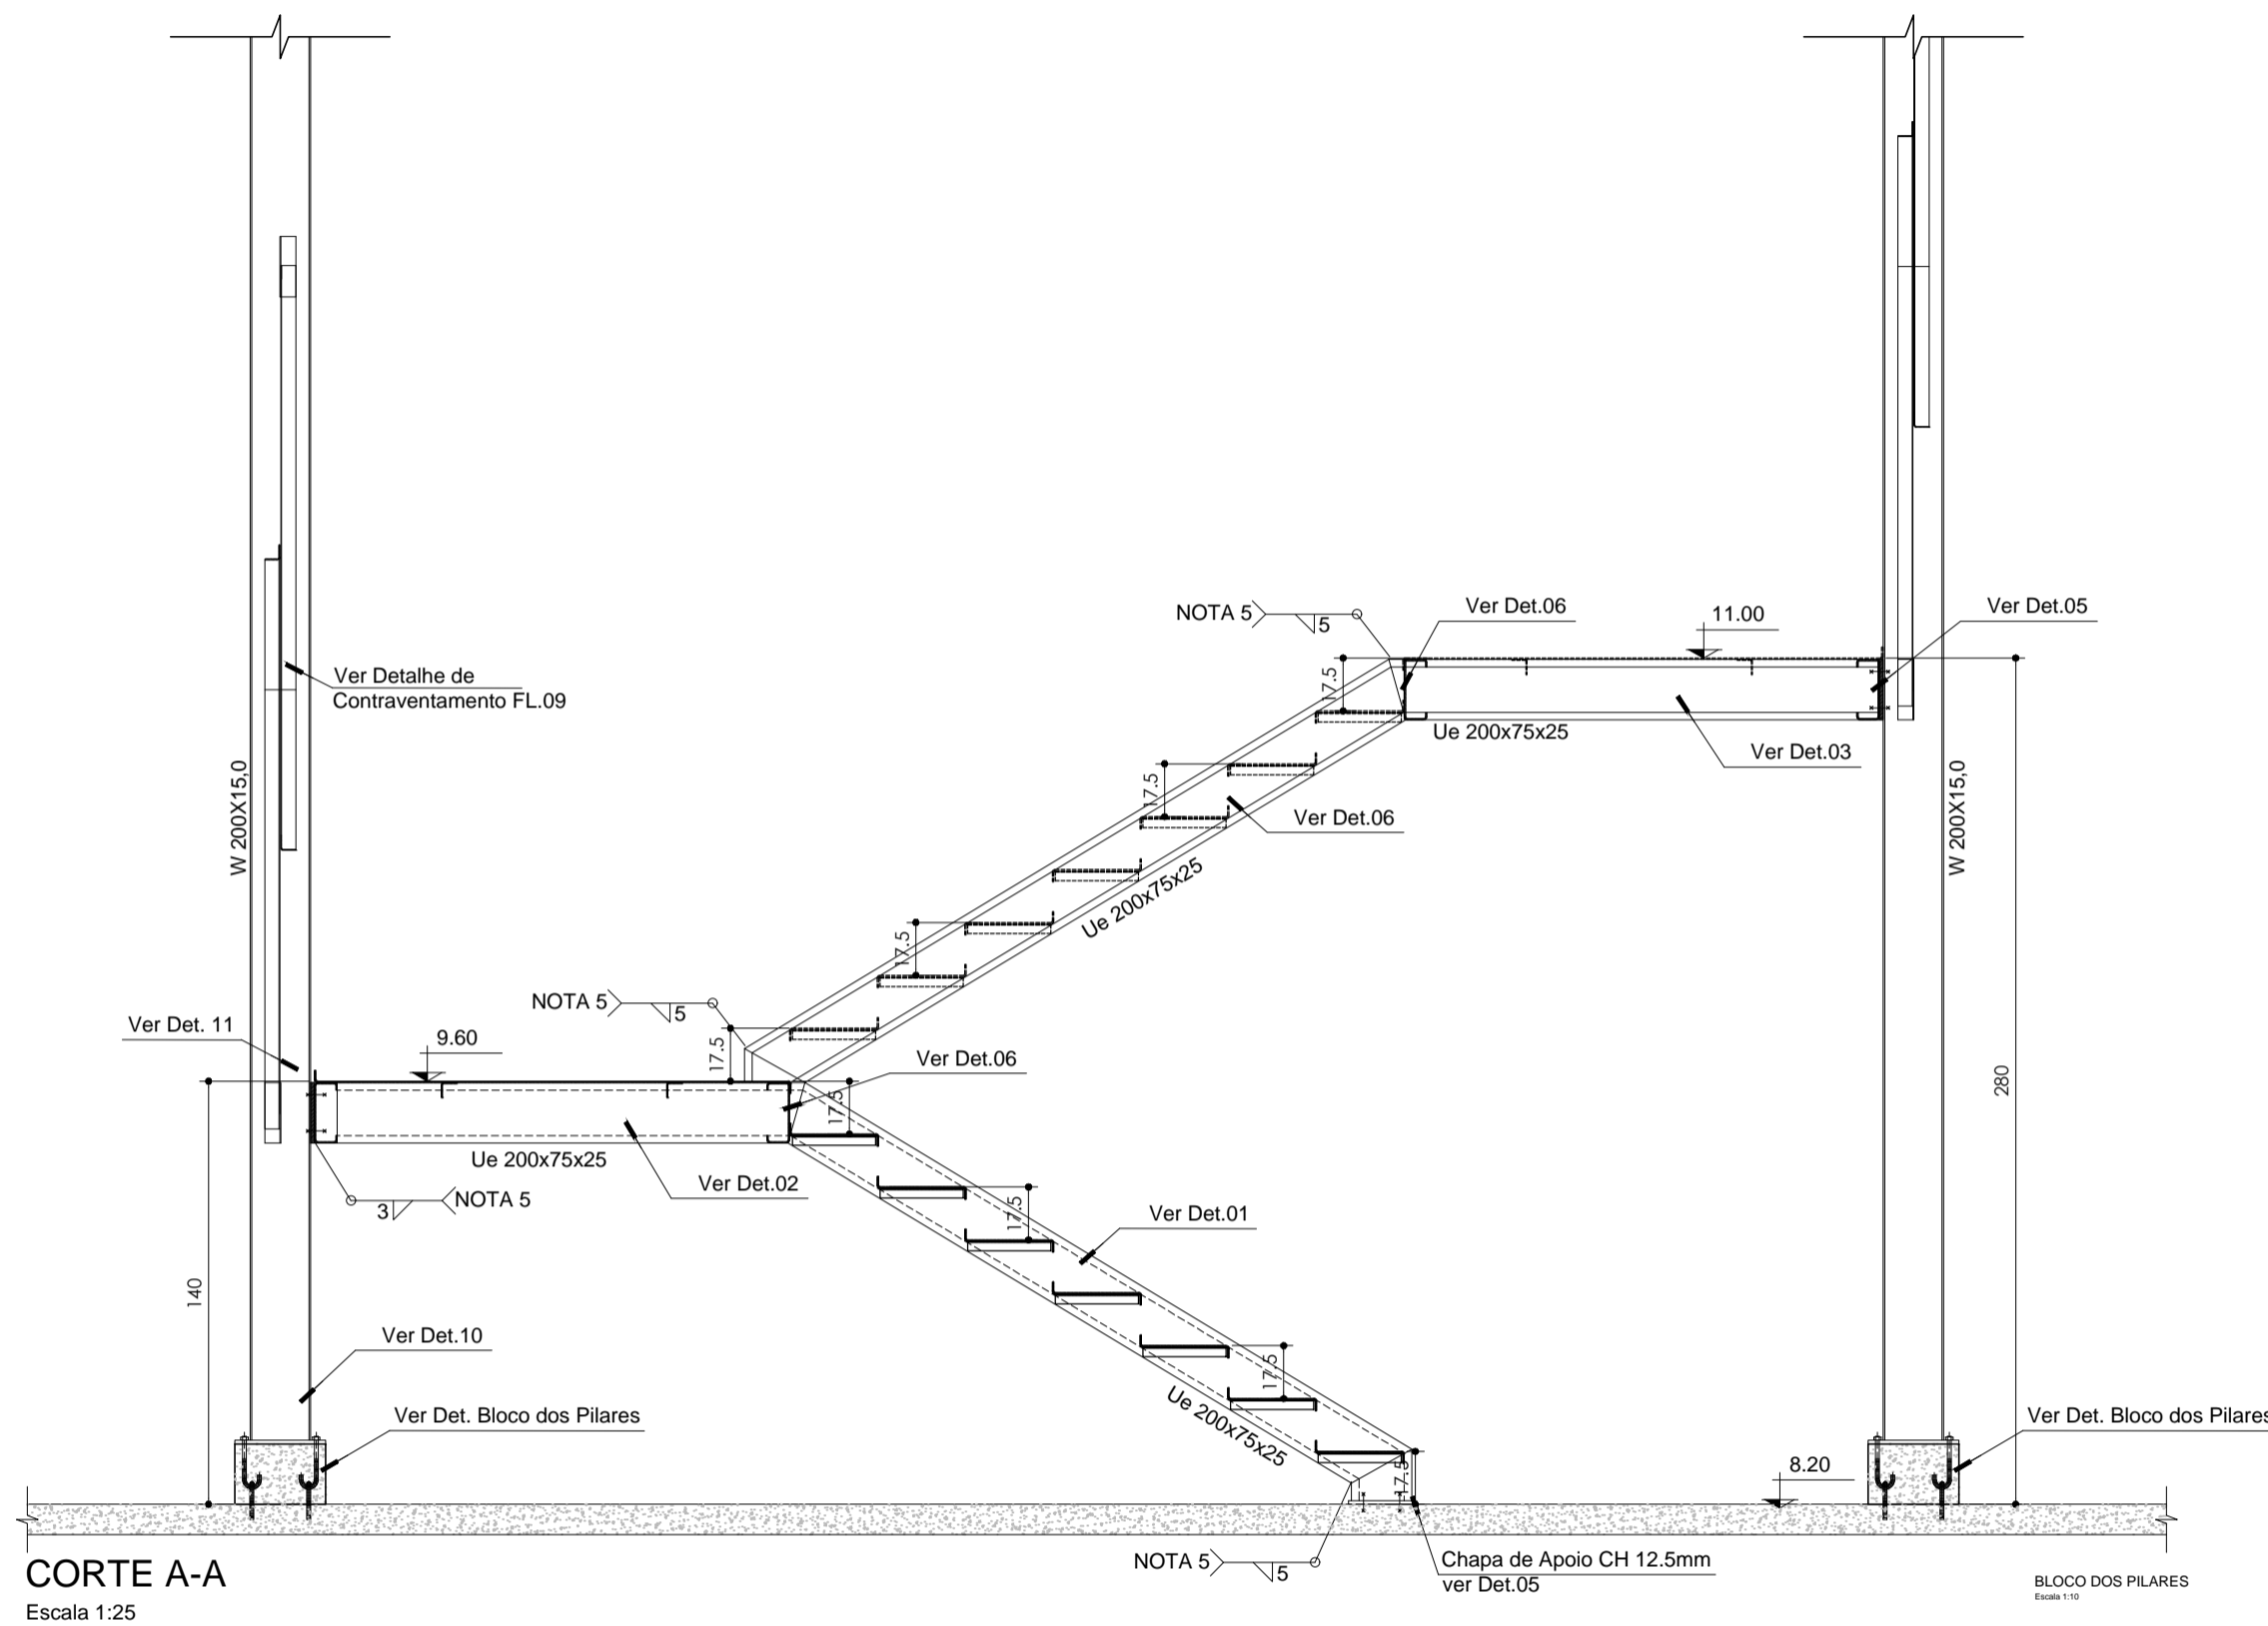 NOTA 5
5
Ver Det.06
11.00
Ver Det.05
Ver Detalhe de
Contraventamento FL.09
17.5
Ue 200x75x25
Ver Det.03
W 200X15,0
W 200X15,0
17.5
Ver Det.06
Ue 200x75x25
17.5
NOTA 5
5
Ver Det. 11
9.60
17.5
Ver Det.06
280
17.5
Ue 200x75x25
Ver Det.02
3
NOTA 5
17.5
Ver Det.01
140
Ver Det.10
17.5
Ver Det. Bloco dos Pilares
Ue 200x75x25
Ver Det. Bloco dos Pilares
17.5
8.20
NOTA 5
5
Chapa de Apoio CH 12.5mm
ver Det.05
CORTE A-A
Escala 1:25
BLOCO DOS PILARES
Escala 1:10